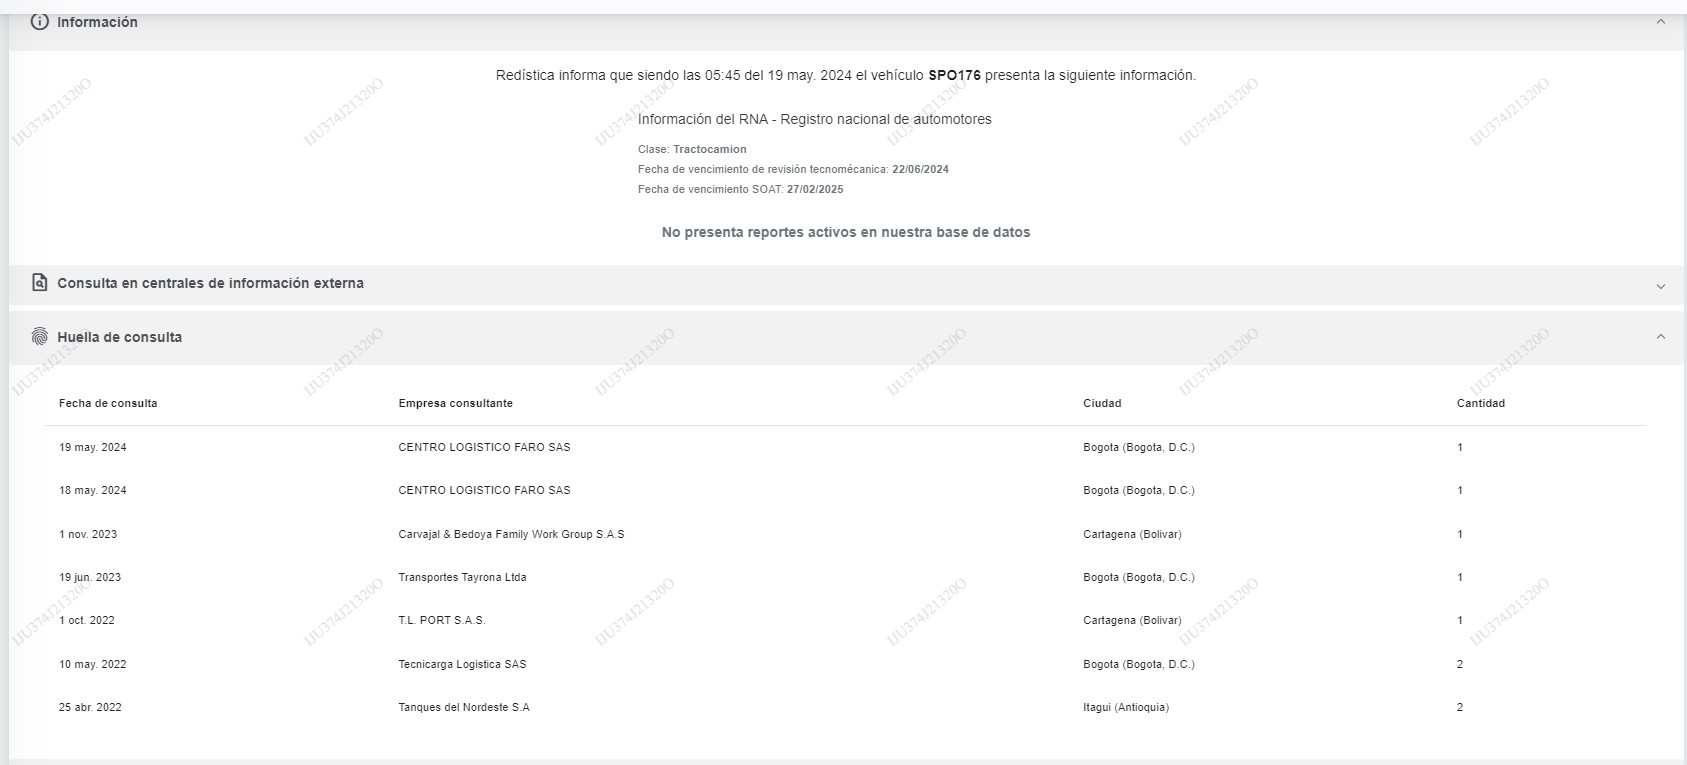 Información
Redística informa que siendo las 05:45 del 19 may. 2024 el vehículo SPO176 presenta la siguiente información.
Información del RNA - Registro nacional de automotores
Clase: Tractocamion
Fecha de vencimiento de revisión tecnomécanica: 22/06/2024
Fecha de vencimiento SOAT: 27/02/2025
No presenta reportes activos en nuestra base de datos
Consulta en centrales de información externa
Huella de consulta
Fecha de consulta Empresa consultante Ciudad Cantidad
19 may. 2024 CENTRO LOGISTICO FARO SAS Bogota (Bogota, D.C.) 1
18 may. 2024 CENTRO LOGISTICO FARO SAS Bogota (Bogota, D.C.) 1
1 nov. 2023 Carvajal & Bedoya Family Work Group S.A.S Cartagena (Bolivar) 1
19 jun. 2023 Transportes Tayrona Ltda Bogota (Bogota, D.C.) 1
1 oct. 2022 T.L. PORT S.A.S. Cartagena (Bolivar) 1
10 may. 2022 Tecnicarga Logistica SAS Bogota (Bogota, D.C.) 2
25 abr. 2022 Tanques del Nordeste S.A Itagui (Antioquia) 2